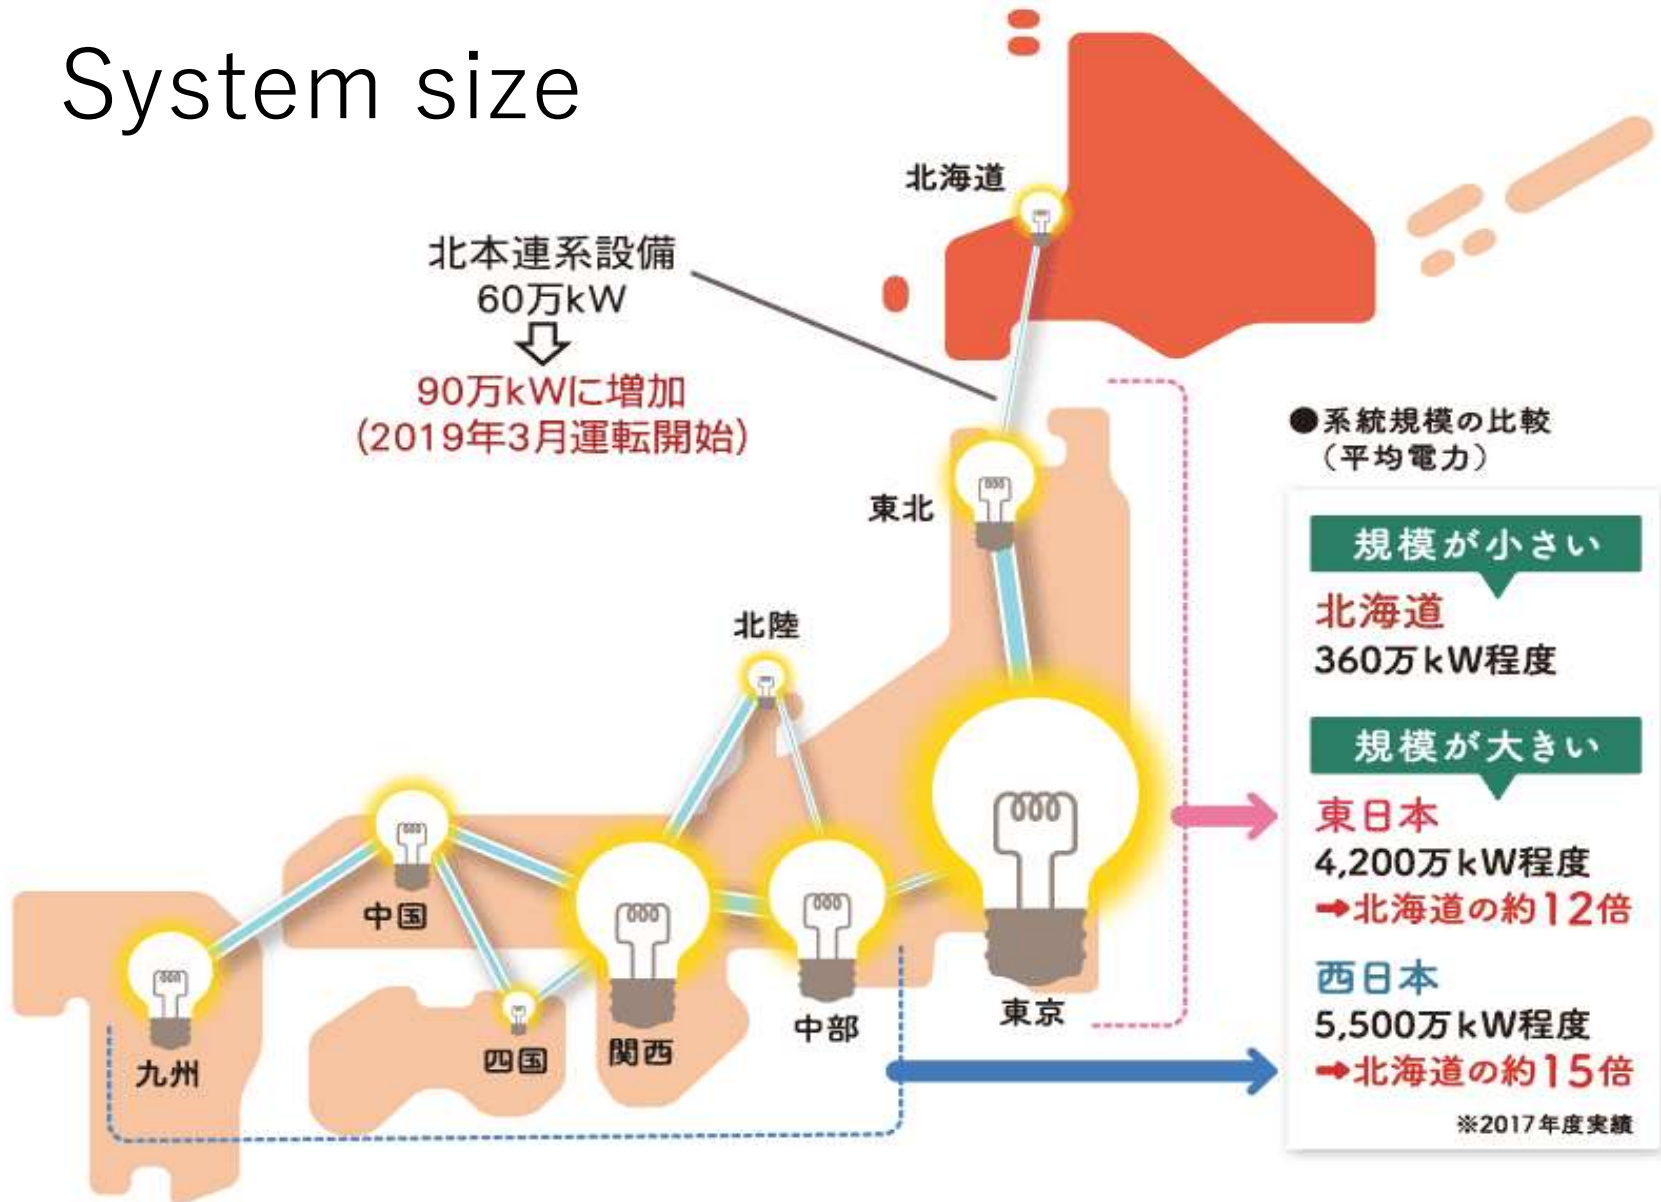 System size
北海道
北本連系設備
60万kW
90万kWに増加
(2019年3月運転開始)
東北
北陸
中国
九州
四国
関西
中部
東京
●系統規模の比較
（平均電力）
規模が小さい
北海道
360万kW程度
規模が大きい
東日本
4,200万kW程度
➡北海道の約12倍
西日本
5,500万kW程度
➡北海道の約15倍
※2017年度実績